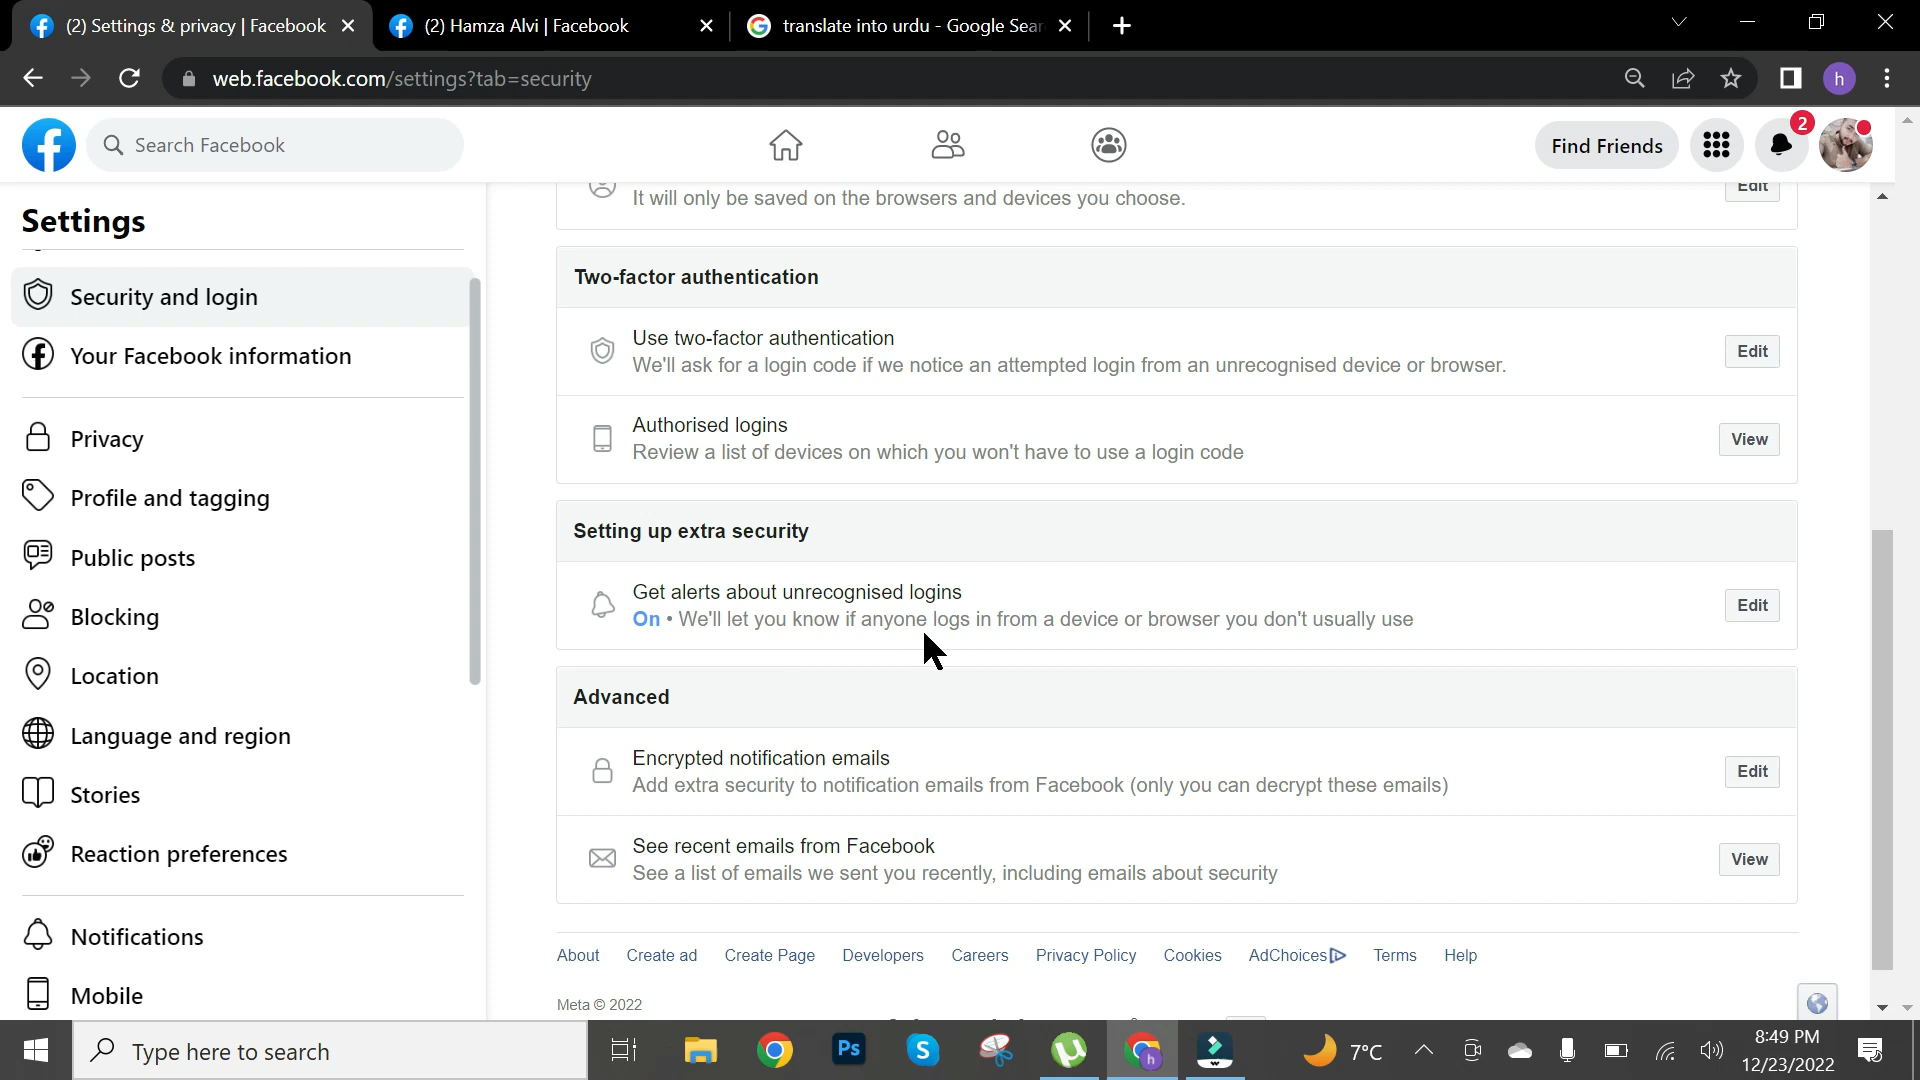 (2) Settings & privacy | Facebook
(2) Hamza Alvi | Facebook
translate into urdu - Google Sear
web.facebook.com/settings?tab=security
h
Search Facebook
Find Friends
2
Settings
Security and login
Your Facebook information
Privacy
Profile and tagging
Public posts
Blocking
Location
Language and region
Stories
Reaction preferences
Notifications
Mobile
It will only be saved on the browsers and devices you choose.
Edit
Two-factor authentication
Use two-factor authentication
We'll ask for a login code if we notice an attempted login from an unrecognised device or browser.
Edit
Authorised logins
Review a list of devices on which you won't have to use a login code
View
Setting up extra security
Get alerts about unrecognised logins
On • We'll let you know if anyone logs in from a device or browser you don't usually use
Edit
Advanced
Encrypted notification emails
Add extra security to notification emails from Facebook (only you can decrypt these emails)
Edit
See recent emails from Facebook
See a list of emails we sent you recently, including emails about security
View
About Create ad Create Page Developers Careers Privacy Policy Cookies AdChoices Terms Help
Meta © 2022
Type here to search
Ps
S
h
7°C
8:49 PM
12/23/2022